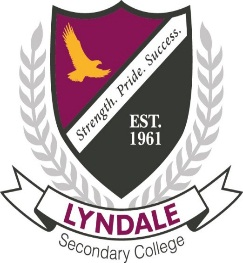 Strength. Pride. Success.
EST.
1961
LYNDALE
Secondary College